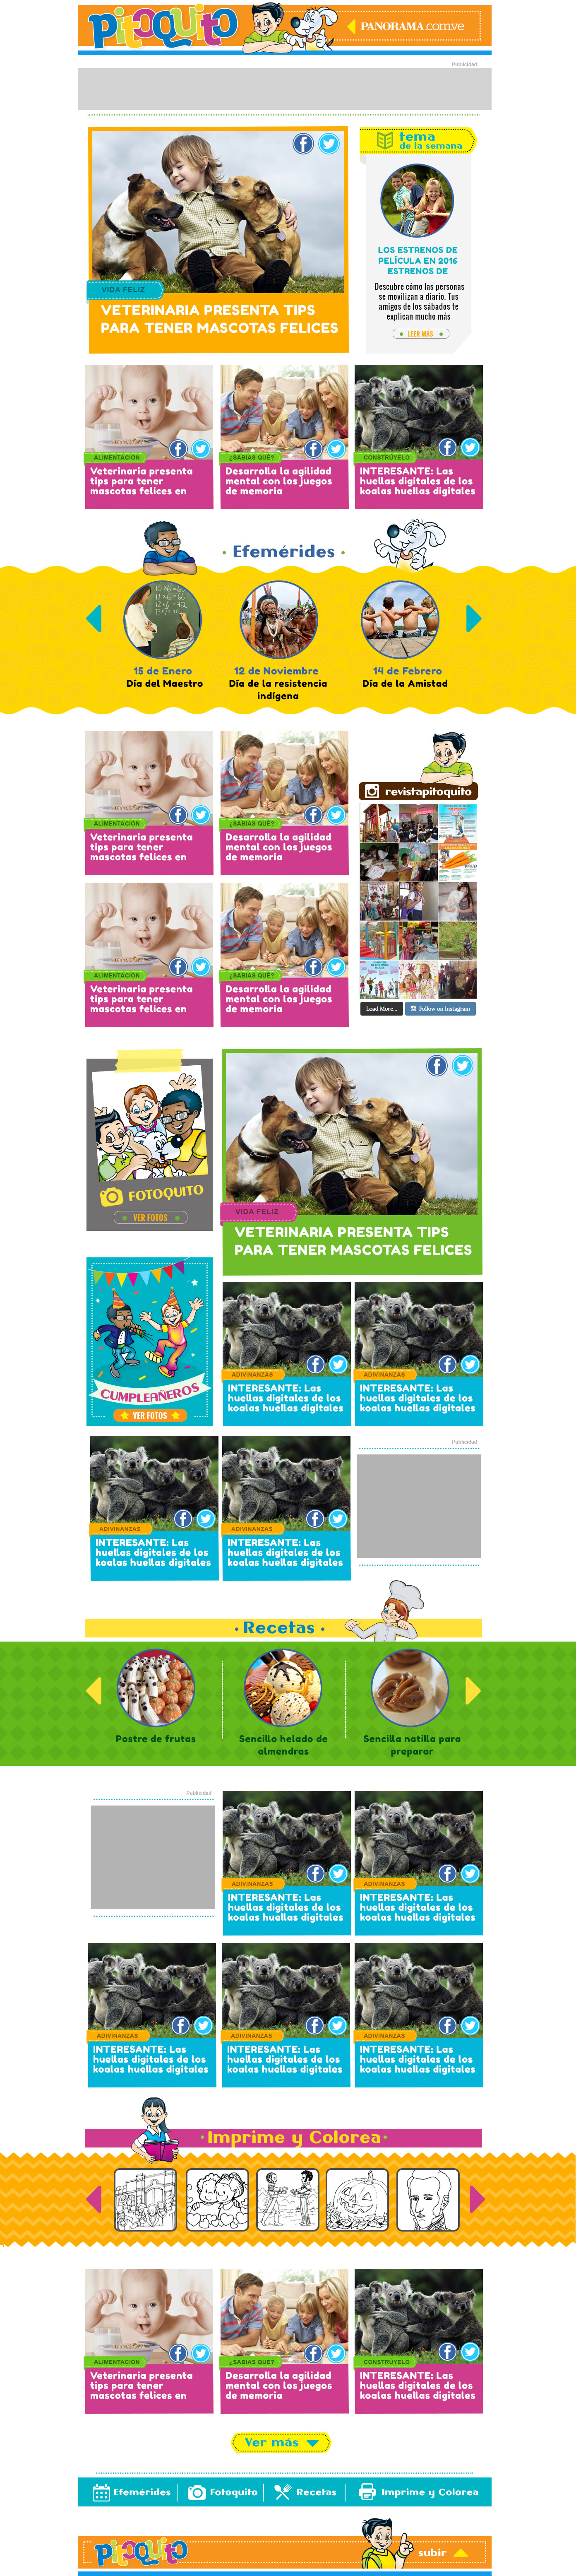 pitoquito
PANORAMA.com.ve
Publicidad
VIDA FELIZ
VETERINARIA PRESENTA TIPS
PARA TENER MASCOTAS FELICES
tema
de la semana
LOS ESTRENOS DE
PELÍCULA EN 2016
ESTRENOS DE
Descubre cómo las personas
se movilizan a diario. Tus
amigos de los sábados te
explican mucho más
LEER MÁS
ALIMENTACIÓN
Veterinaria presenta
tips para tener
mascotas felices en
¿SABIAS QUÉ?
Desarrolla la agilidad
mental con los juegos
de memoria
CONSTRÚYELO
INTERESANTE: Las
koalas huellas digitales
huellas digitales de los
Efemérides
15 de Enero
Día del Maestro
12 de Noviembre
Día de la resistencia
indígena
14 de Febrero
Día de la Amistad
ALIMENTACIÓN
Veterinaria presenta
tips para tener
mascotas felices en
¿SABIAS QUÉ?
Desarrolla la agilidad
mental con los juegos
de memoria
revistapitoquito
ALIMENTACIÓN
Veterinaria presenta
tips para tener
mascotas felices en
¿SABIAS QUÉ?
Desarrolla la agilidad
mental con los juegos
de memoria
Load More...
Follow on Instagram
FOTOQUITO
VER FOTOS
VIDA FELIZ
VETERINARIA PRESENTA TIPS
PARA TENER MASCOTAS FELICES
CUMPLEAÑEROS
VER FOTOS
ADIVINANZAS
INTERESANTE: Las
huellas digitales de los
koalas huellas digitales
ADIVINANZAS
INTERESANTE: Las
huellas digitales de los
koalas huellas digitales
ADIVINANZAS
INTERESANTE: Las
huellas digitales de los
koalas huellas digitales
ADIVINANZAS
INTERESANTE: Las
huellas digitales de los
koalas huellas digitales
Publicidad
Recetas
Postre de frutas
Sencillo helado de
almendras
Sencilla natilla para
preparar
Publicidad
ADIVINANZAS
INTERESANTE: Las
huellas digitales de los
koalas huellas digitales
ADIVINANZAS
INTERESANTE: Las
huellas digitales de los
koalas huellas digitales
ADIVINANZAS
INTERESANTE: Las
huellas digitales de los
koalas huellas digitales
ADIVINANZAS
INTERESANTE: Las
huellas digitales de los
koalas huellas digitales
ADIVINANZAS
INTERESANTE: Las
huellas digitales de los
koalas huellas digitales
Imprime y Colorea
ALIMENTACIÓN
Veterinaria presenta
tips para tener
mascotas felices en
¿SABIAS QUÉ?
Desarrolla la agilidad
mental con los juegos
de memoria
CONSTRÚYELO
INTERESANTE: Las
huellas digitales de los
koalas huellas digitales
Ver más
Efemérides
Fotoquito
Recetas
Imprime y Colorea
pitoquito
subir